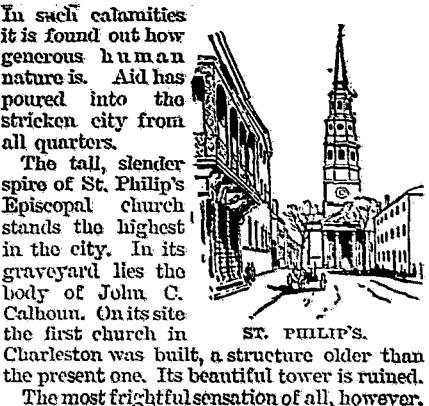 In such calamities
it is found out how
generous human
nature is. Aid has
poured into the
stricken city from
all quarters.
The tall, slender
spire of St. Philip's
Episcopal church
stands the highest
in the city. In its
graveyard lies the
body of John C.
Calhoun. On its site
the first church in
ST. PHILIP'S.
Charleston was built, a structure older than
the present one. Its beautiful tower is ruined.
The most frightful sensation of all, however.